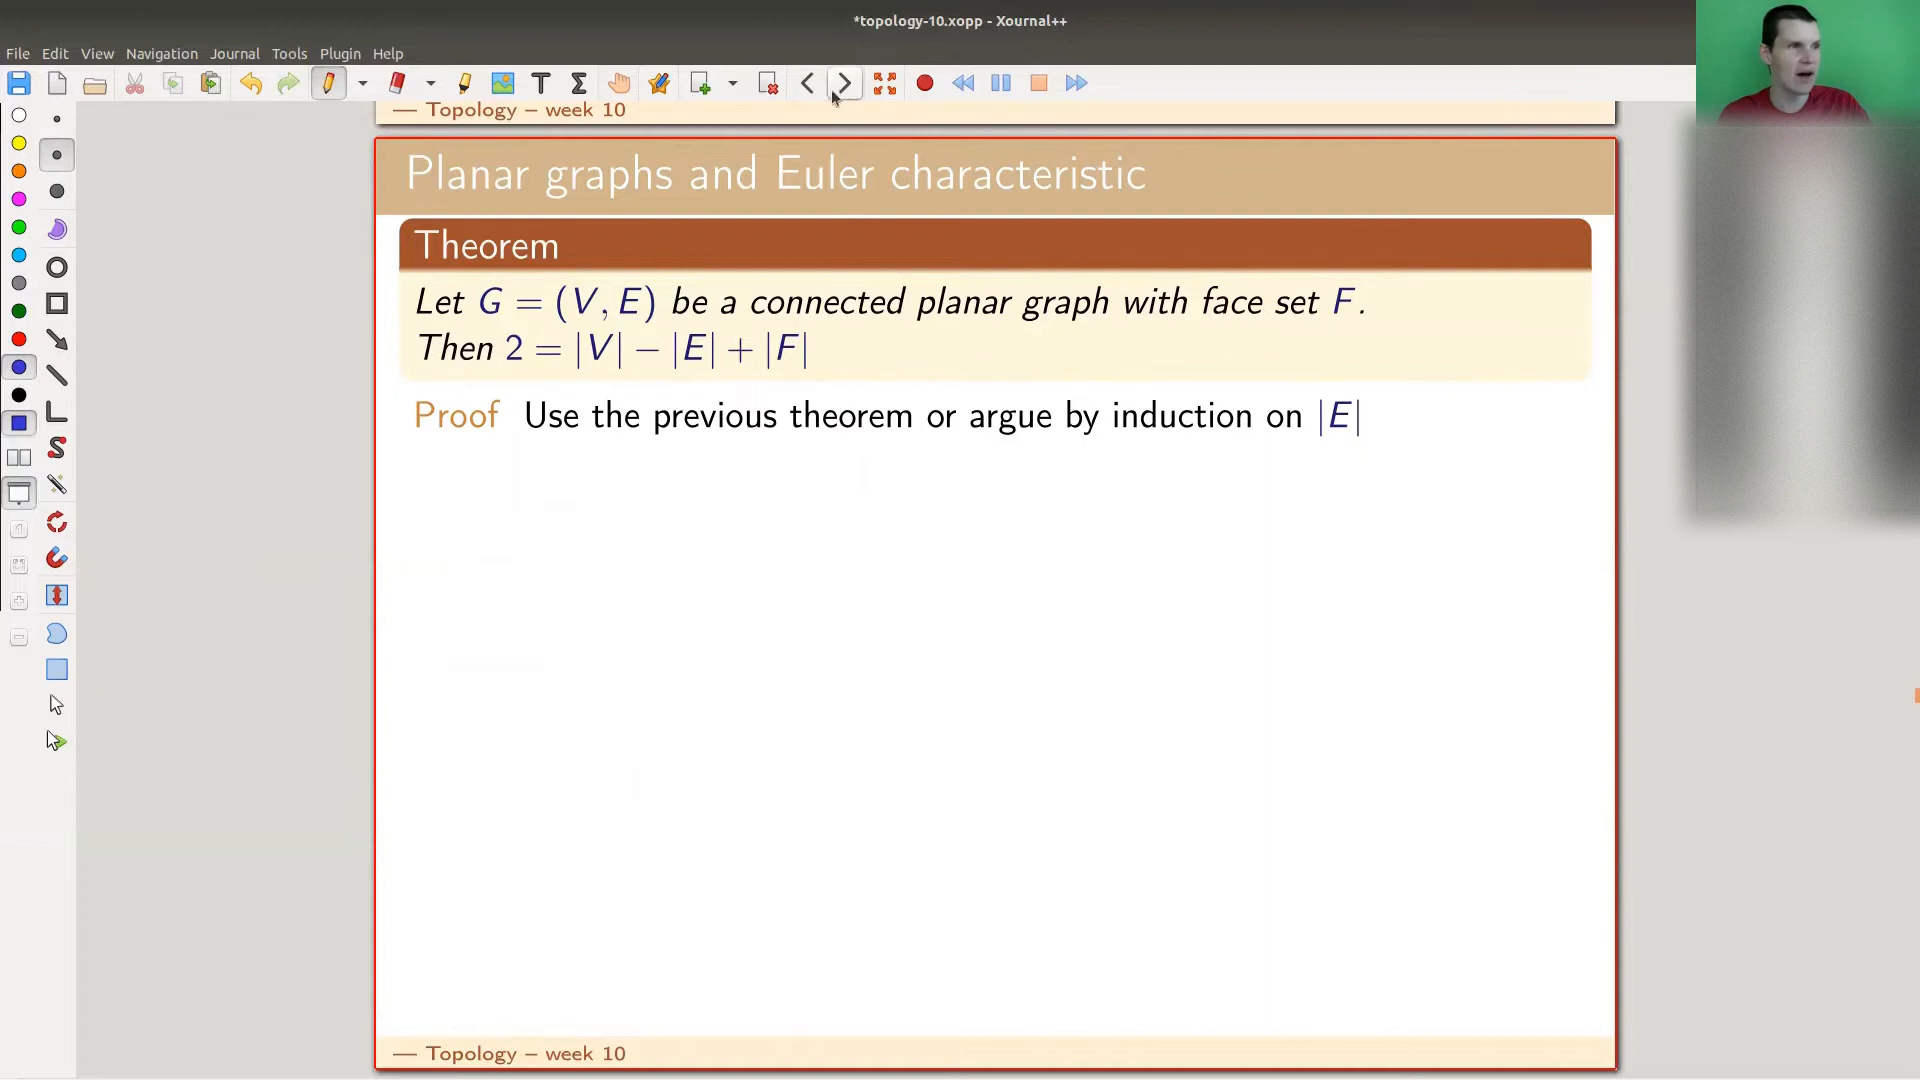 *topology-10.xopp - Xournal++
File Edit View Navigation Journal Tools Plugin Help
— Topology – week 10
Planar graphs and Euler characteristic
Theorem
Let G = (V, E) be a connected planar graph with face set F.
Then 2 = |V| − |E| + |F|
Proof Use the previous theorem or argue by induction on |E|
— Topology – week 10